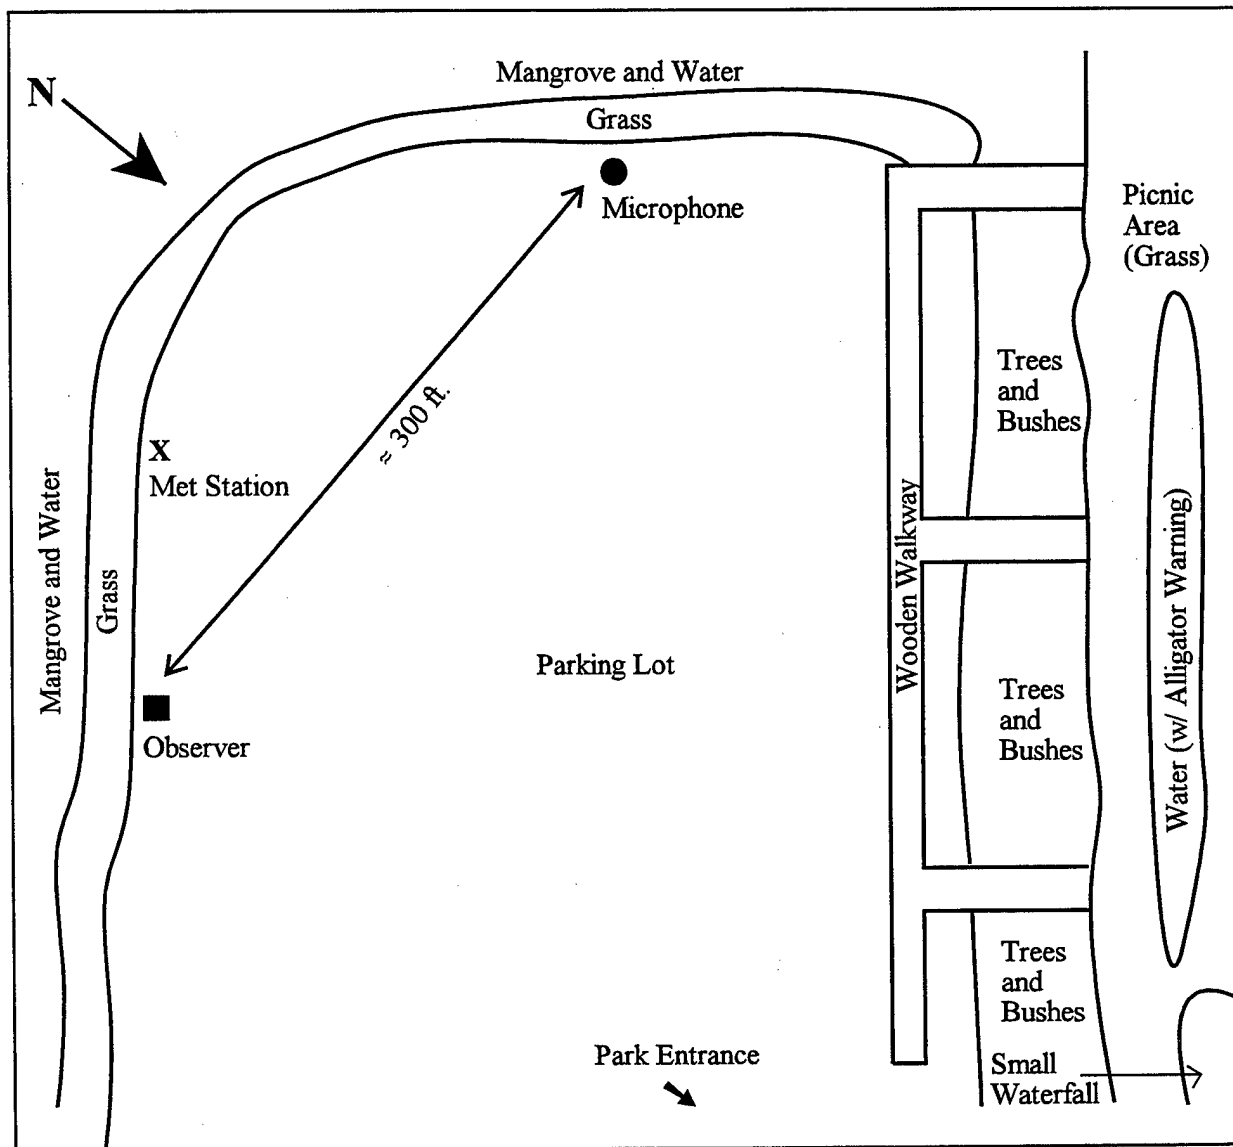 Mangrove and Water
N
Grass
Microphone
Picnic
Area
(Grass)
Trees
and
Bushes
≈ 300 ft.
X
Met Station
Mangrove and Water
Grass
Wooden Walkway
Water (w/ Alligator Warning)
Parking Lot
Trees
and
Bushes
Observer
Trees
and
Bushes
Park Entrance
Small
Waterfall